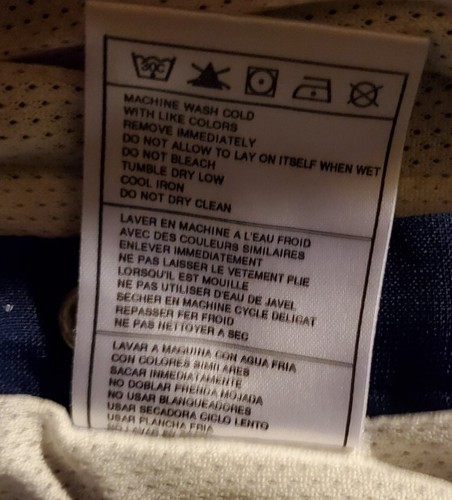 30C
MACHINE WASH COLD
WITH LIKE COLORS
REMOVE IMMEDIATELY
DO NOT ALLOW TO LAY ON ITSELF WHEN WET
DO NOT BLEACH
TUMBLE DRY LOW
COOL IRON
DO NOT DRY CLEAN
LAVER EN MACHINE A L'EAU FROID
AVEC DES COULEURS SIMILAIRES
ENLEVER IMMEDIATEMENT
NE PAS LAISSER LE VETEMENT PLIE
LORSQU'IL EST MOUILLE
NE PAS UTILISER D'EAU DE JAVEL
SECHER EN MACHINE CYCLE DELICAT
REPASSER FER FROID
NE PAS NETTOYER A SEC
LAVAR A MAQUINA CON AGUA FRIA
CON COLORES SIMILARES
SACAR INMEDIATAMENTE
NO DOBLAR PRENDA MOJADA
NO USAR BLANQUEADORES
USAR SECADORA CICLO LENTO
USAR PLANCHA FRIA